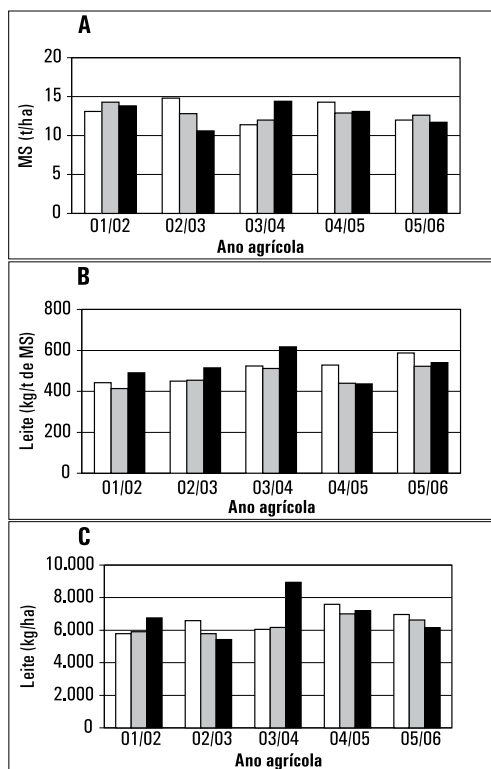 A
MS (t/ha)
20
15
10
5
0
01/02 02/03 03/04 04/05 05/06
Ano agrícola
B
Leite (kg/t de MS)
800
600
400
200
0
01/02 02/03 03/04 04/05 05/06
Ano agrícola
C
Leite (kg/ha)
10.000
8.000
6.000
4.000
2.000
0
01/02 02/03 03/04 04/05 05/06
Ano agrícola